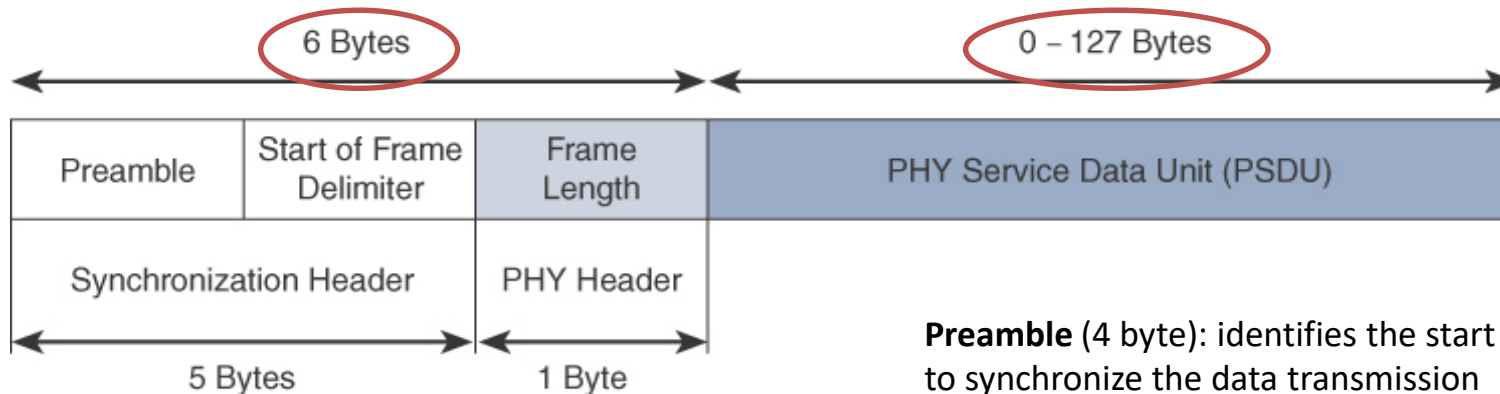 6 Bytes
0 – 127 Bytes
Preamble
Start of Frame
Delimiter
Frame
Length
PHY Service Data Unit (PSDU)
Synchronization Header
PHY Header
5 Bytes
1 Byte
Preamble (4 byte): identifies the start
to synchronize the data transmission